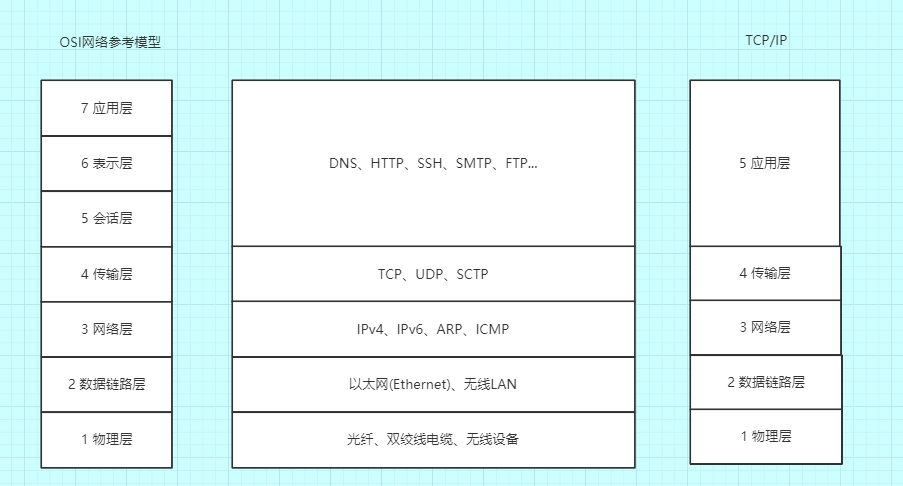 OSI网络参考模型
TCP/IP
7 应用层
6 表示层
5 会话层
4 传输层
3 网络层
2 数据链路层
1 物理层
DNS、HTTP、SSH、SMTP、FTP...
TCP、UDP、SCTP
IPv4、IPv6、ARP、ICMP
以太网(Ethernet)、无线LAN
光纤、双绞线电缆、无线设备
5 应用层
4 传输层
3 网络层
2 数据链路层
1 物理层